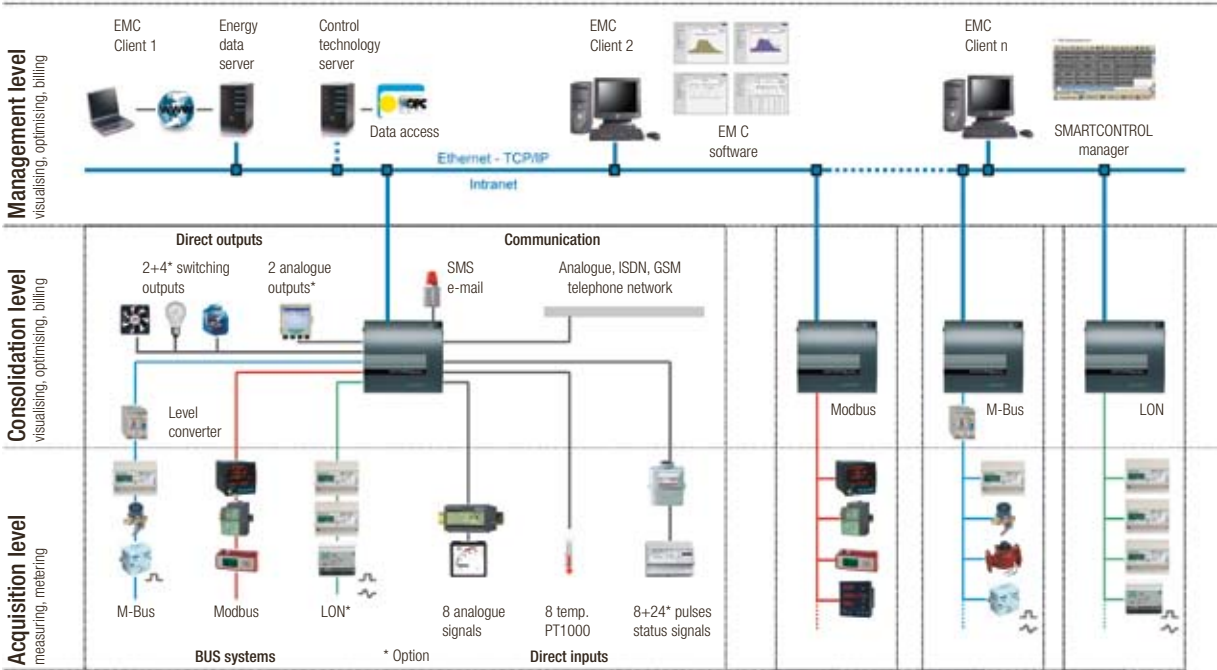 Management level
visualising, optimising, billing
EMC
Client 1
Energy
data
server
Control
technology
server
WWW
OPC
Data access
EMC
Client 2
EM C
software
EMC
Client n
SMARTCONTROL
manager
Ethernet - TCP/IP
Intranet
Consolidation level
visualising, optimising, billing
Direct outputs
Communication
2+4* switching
outputs
2 analogue
outputs*
SMS
e-mail
Analogue, ISDN, GSM
telephone network
Level
converter
Modbus
M-Bus
LON
Acquisition level
measuring, metering
M-Bus
Modbus
LON*
8 analogue
signals
8 temp.
PT1000
8+24* pulses
status signals
BUS systems
* Option
Direct inputs